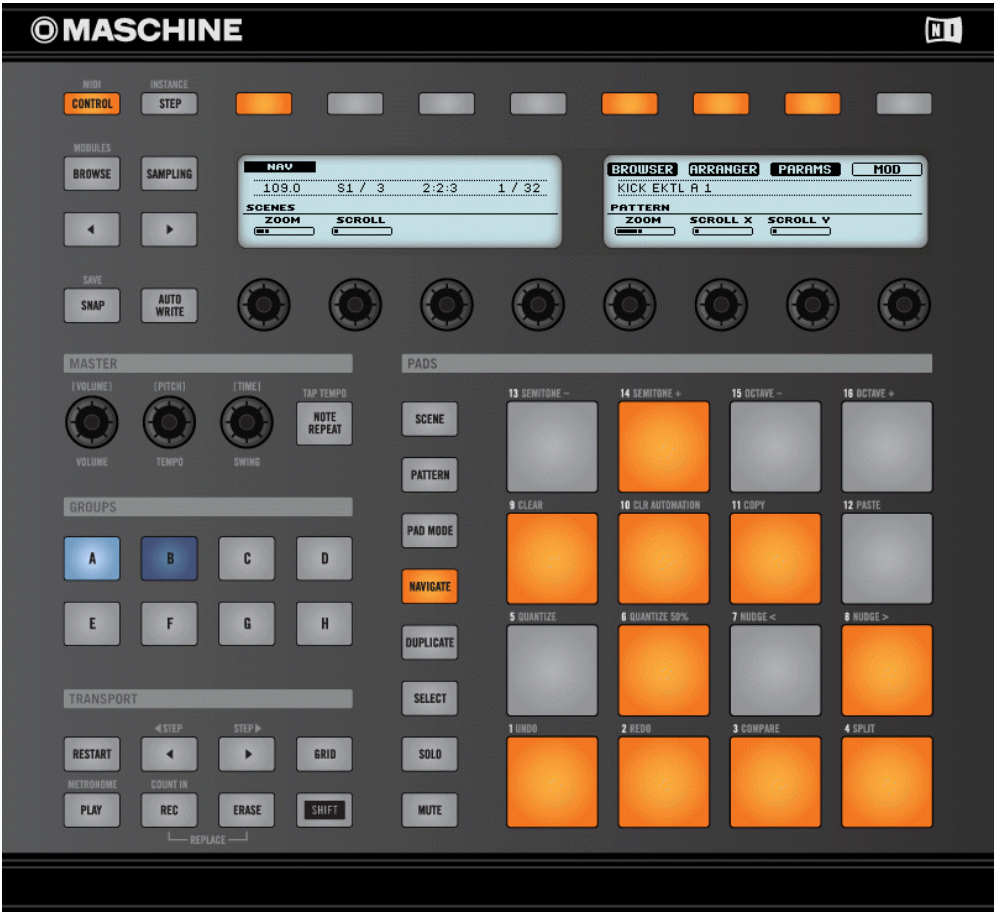 MASCHINE
NI
MIDI INSTANCE
CONTROL STEP
MODULES
BROWSE SAMPLING
NAV
109.0 S1 / 3 2:2:3 1 / 32
SCENES
ZOOM SCROLL
BROWSER ARRANGER PARAMS MOD
KICK EKTL A 1
PATTERN
ZOOM SCROLL X SCROLL Y
SAVE
SNAP AUTO WRITE
MASTER
[VOLUME] [PITCH] [TIME] TAP TEMPO
NOTE REPEAT
VOLUME TEMPO SWING
GROUPS
A B C D
E F G H
TRANSPORT
STEP STEP
RESTART GRID
METRONOME COUNT IN
PLAY REC ERASE SHIFT
REPLACE
PADS
SCENE
PATTERN
PAD MODE
NAVIGATE
DUPLICATE
SELECT
SOLO
MUTE
13 SEMITONE – 14 SEMITONE + 15 OCTAVE – 16 OCTAVE +
9 CLEAR 10 CLR AUTOMATION 11 COPY 12 PASTE
5 QUANTIZE 6 QUANTIZE 50% 7 NUDGE < 8 NUDGE >
1 UNDO 2 REDO 3 COMPARE 4 SPLIT